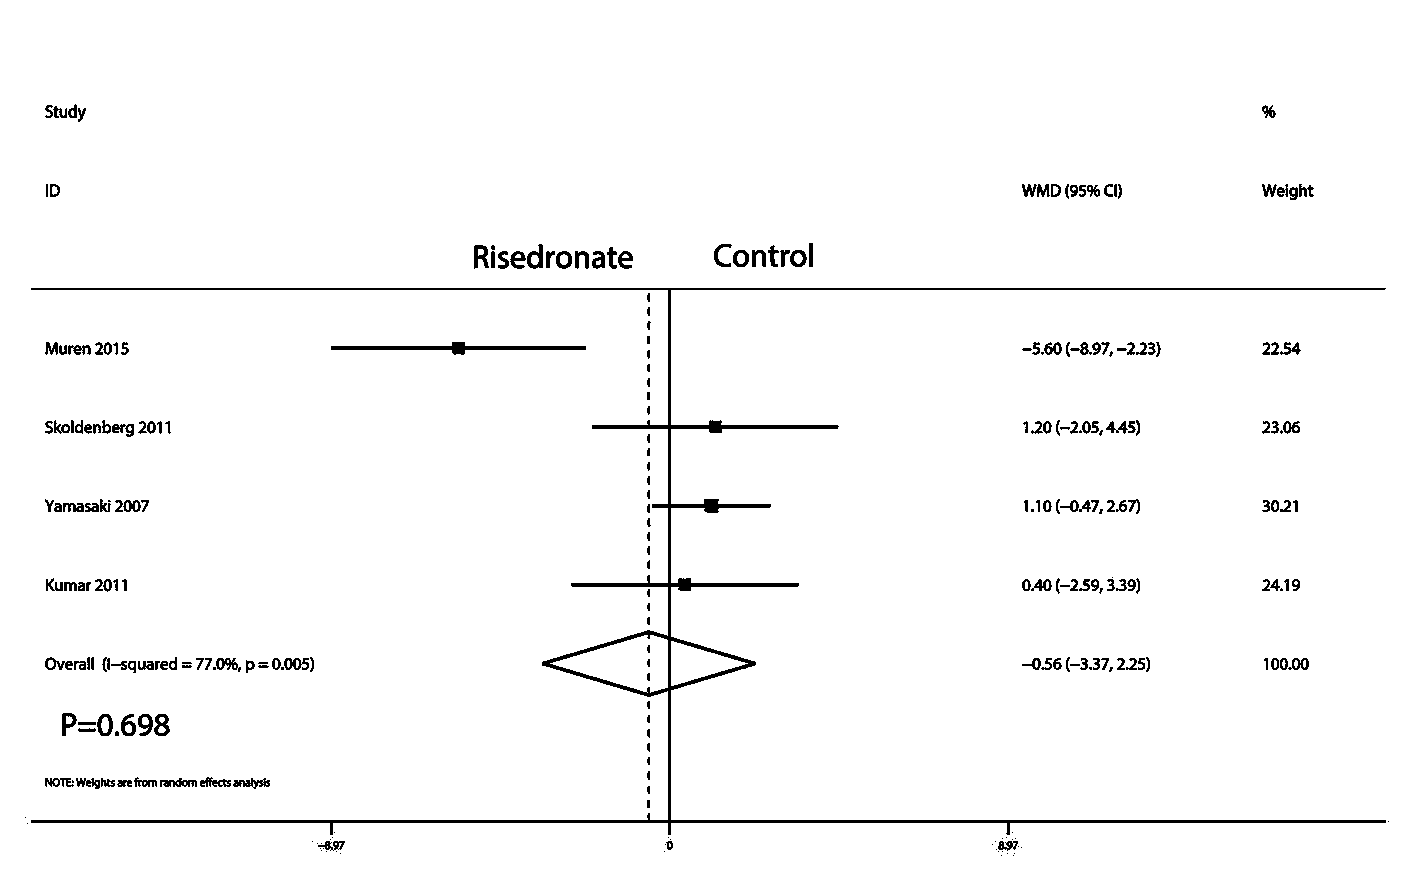 Study %
ID WMD (95% CI) Weight
Risedronate Control
Muren 2015 −5.60 (−8.97, −2.23) 22.54
Skoldenberg 2011 1.20 (−2.05, 4.45) 23.06
Yamasaki 2007 1.10 (−0.47, 2.67) 30.21
Kumar 2011 0.40 (−2.59, 3.39) 24.19
Overall (I−squared = 77.0%, p = 0.005) −0.56 (−3.37, 2.25) 100.00
P=0.698
NOTE: Weights are from random effects analysis
−8.97 0 8.97